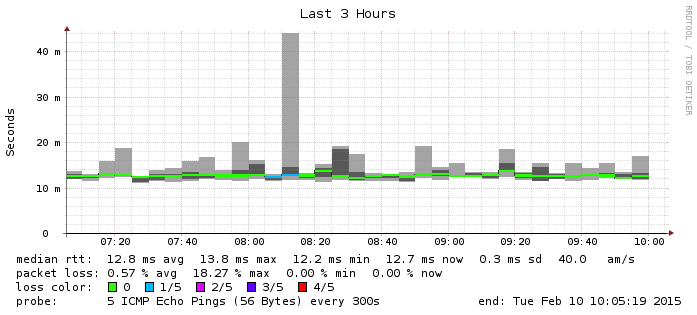 Last 3 Hours
RRDTOOL / TOBI OETIKER
Seconds
40 m
30 m
20 m
10 m
0
07:20 07:40 08:00 08:20 08:40 09:00 09:20 09:40 10:00
median rtt: 12.8 ms avg 13.8 ms max 12.2 ms min 12.7 ms now 0.3 ms sd 40.0 am/s
packet loss: 0.57 % avg 18.27 % max 0.00 % min 0.00 % now
loss color: 0 1/5 2/5 3/5 4/5
probe: 5 ICMP Echo Pings (56 Bytes) every 300s end: Tue Feb 10 10:05:19 2015